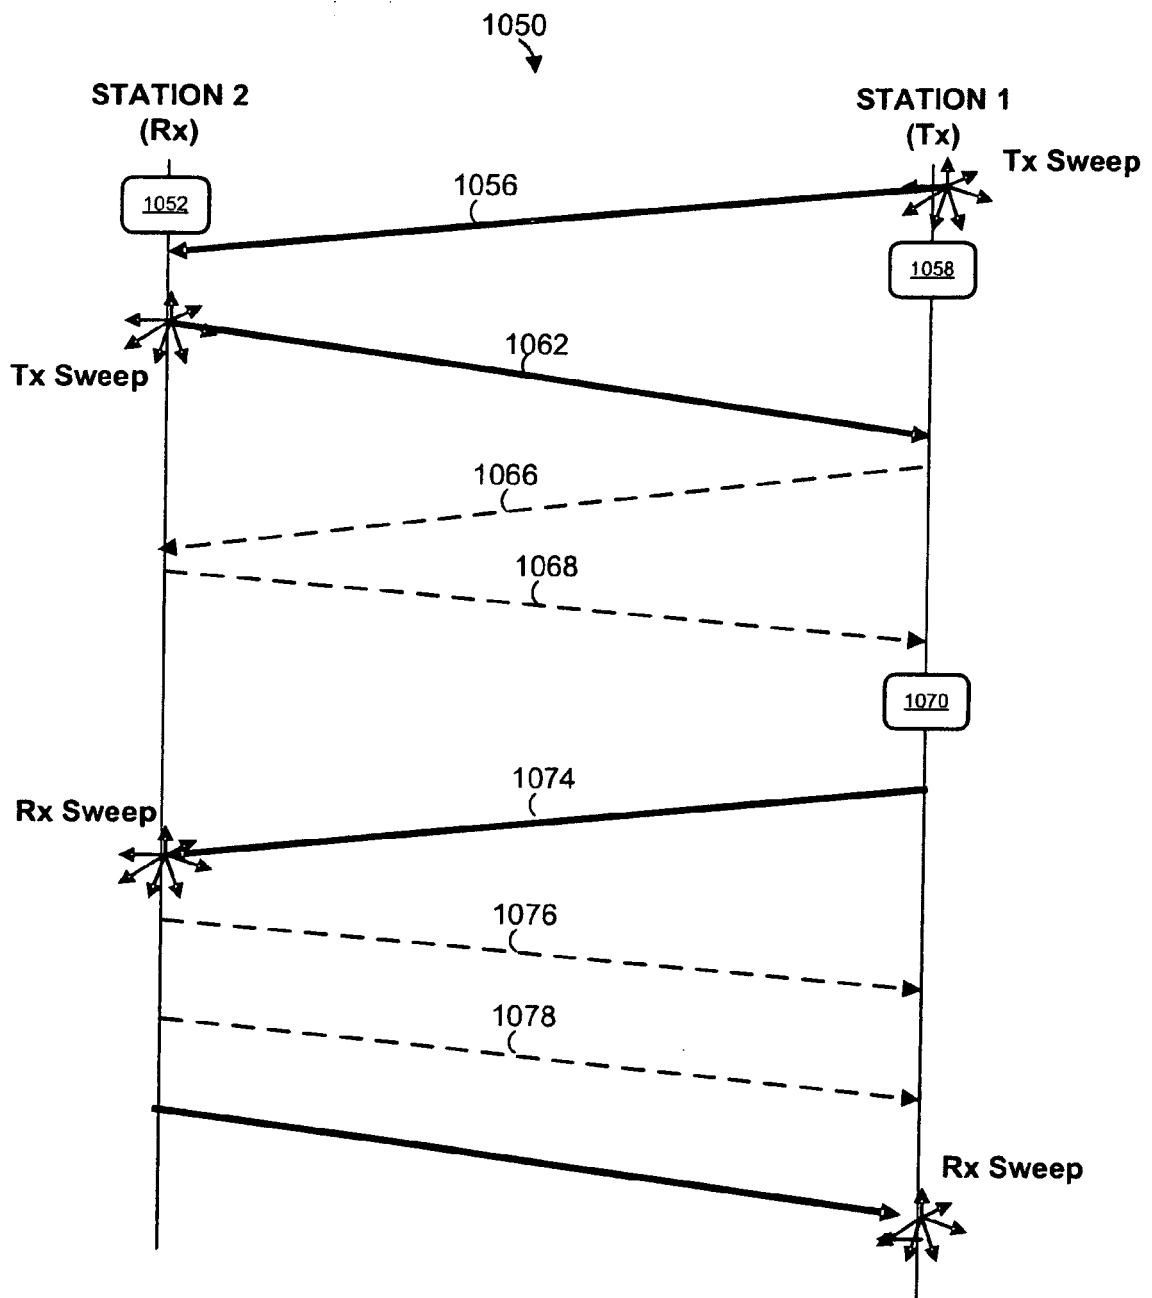 1050
STATION 2
(Rx)
STATION 1
(Tx)
Tx Sweep
1056
1052
1058
1062
Tx Sweep
1066
1068
1070
1074
Rx Sweep
1076
1078
Rx Sweep